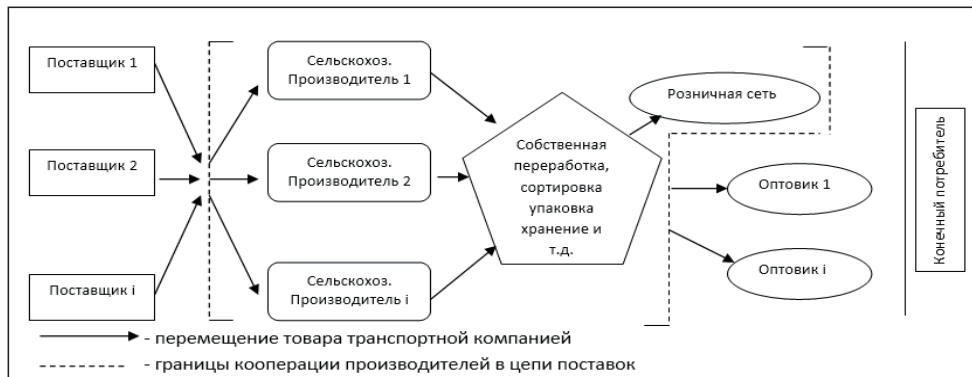 Поставщик 1
Поставщик 2
Поставщик i
Сельскохоз.
Производитель 1
Сельскохоз.
Производитель 2
Сельскохоз.
Производитель i
Собственная
переработка,
сортировка
упаковка
хранение и
т.д.
Розничная сеть
Оптовик 1
Оптовик i
Конечный потребитель
- перемещение товара транспортной компанией
- границы кооперации производителей в цепи поставок